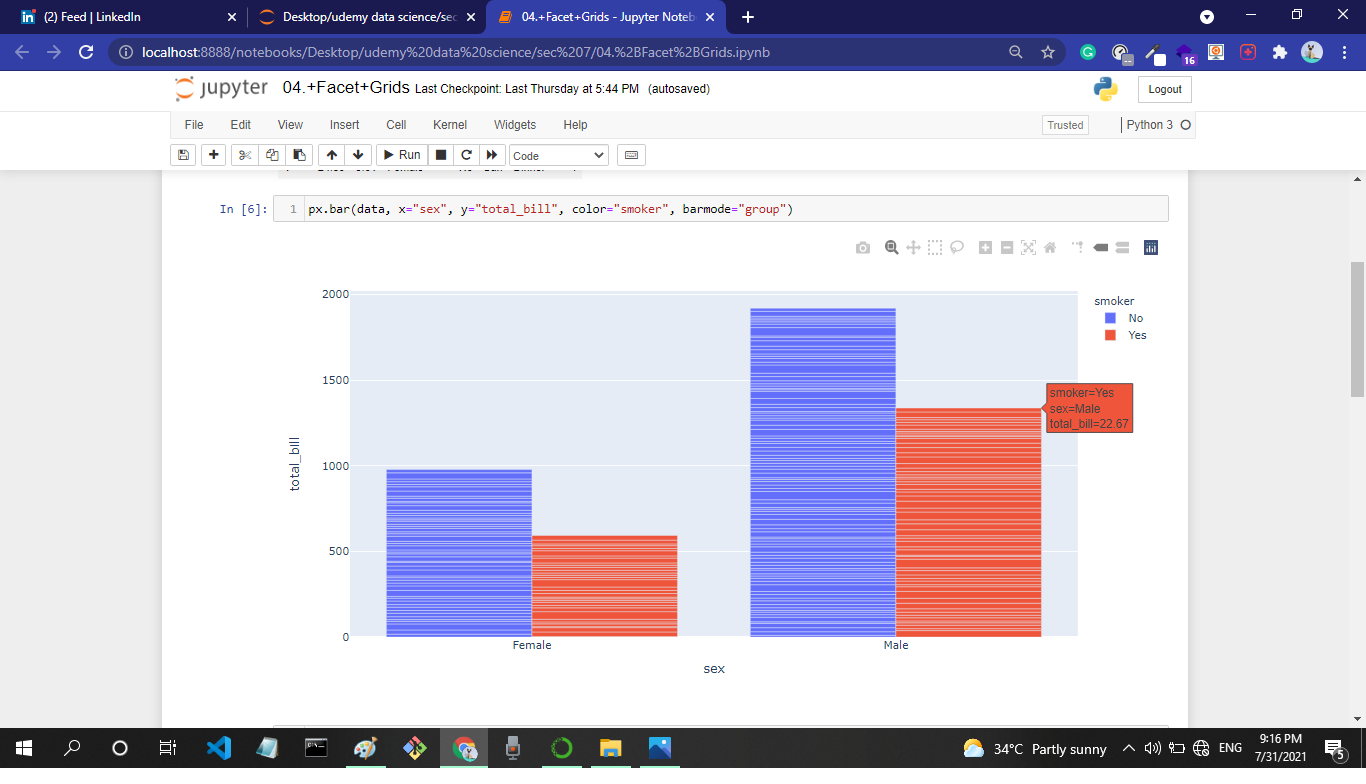 (2) Feed | LinkedIn
Desktop/udemy data science/sec
04.+Facet+Grids - Jupyter Noteb
localhost:8888/notebooks/Desktop/udemy%20data%20science/sec%207/04.%2BFacet%2BGrids.ipynb
16
jupyter 04.+Facet+Grids Last Checkpoint: Last Thursday at 5:44 PM (autosaved)
Logout
File Edit View Insert Cell Kernel Widgets Help
Trusted
Python 3
Run
Code
In [6]:
1 px.bar(data, x="sex", y="total_bill", color="smoker", barmode="group")
2000
1500
1000
500
0
total_bill
Female
Male
sex
smoker
No
Yes
smoker=Yes
sex=Male
total_bill=22.67
34°C Partly sunny
ENG
9:16 PM
7/31/2021
5